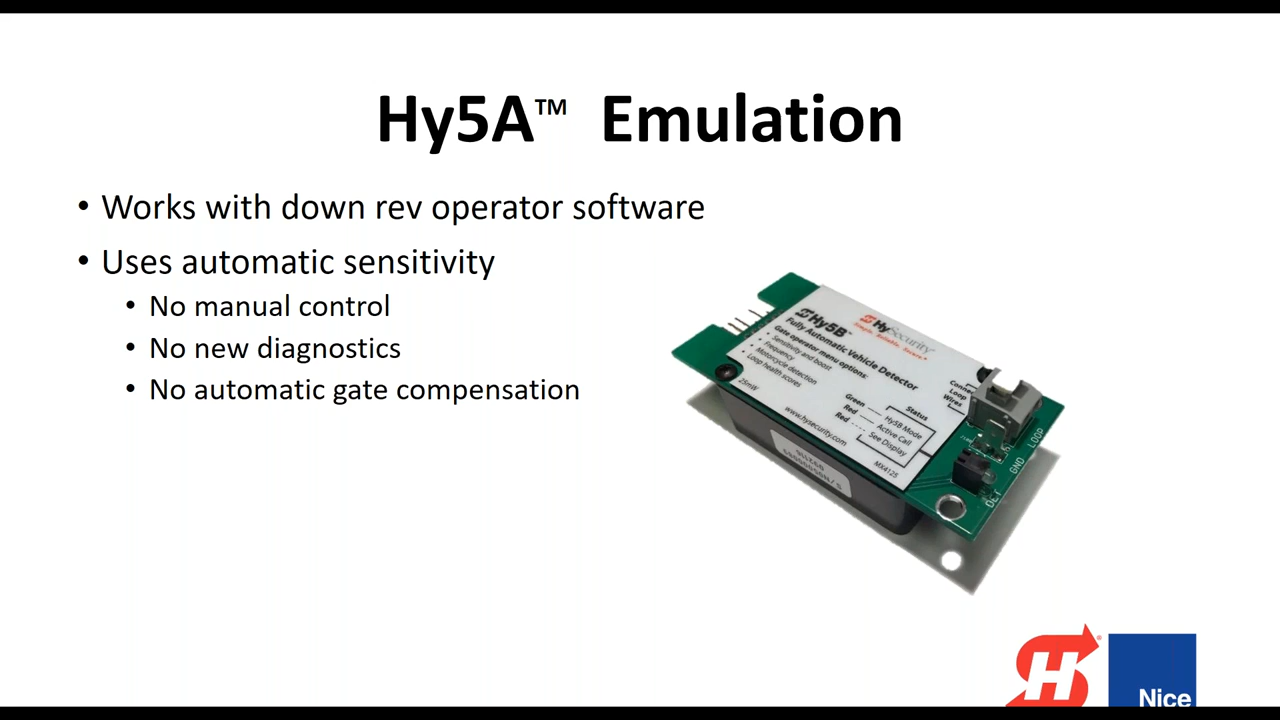 Hy5A™ Emulation
• Works with down rev operator software
• Uses automatic sensitivity
• No manual control
• No new diagnostics
• No automatic gate compensation
Hy5B™
HySecurity
Fully Automatic Vehicle Detector
Gate operator menu options:
• Sensitivity and boost
• Frequency
• Motorcycle detection
• Loop health scores
25mW
www.hysecurity.com
Status
Green
Hy5B Mode
Red
Active Call
Red
See Display
MX4125
Loop
Wires
LOOP
GND
H
Nice